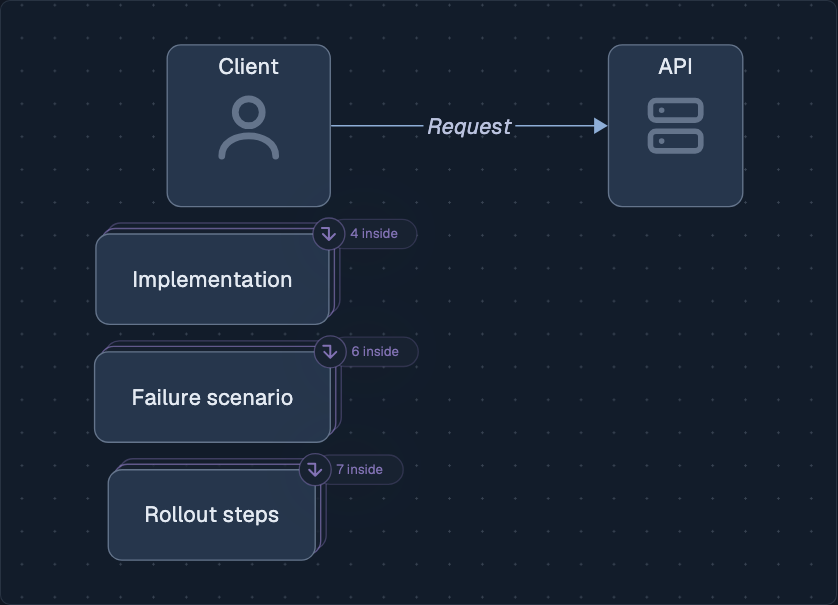 Client
API
Request
4 inside
Implementation
6 inside
Failure scenario
7 inside
Rollout steps